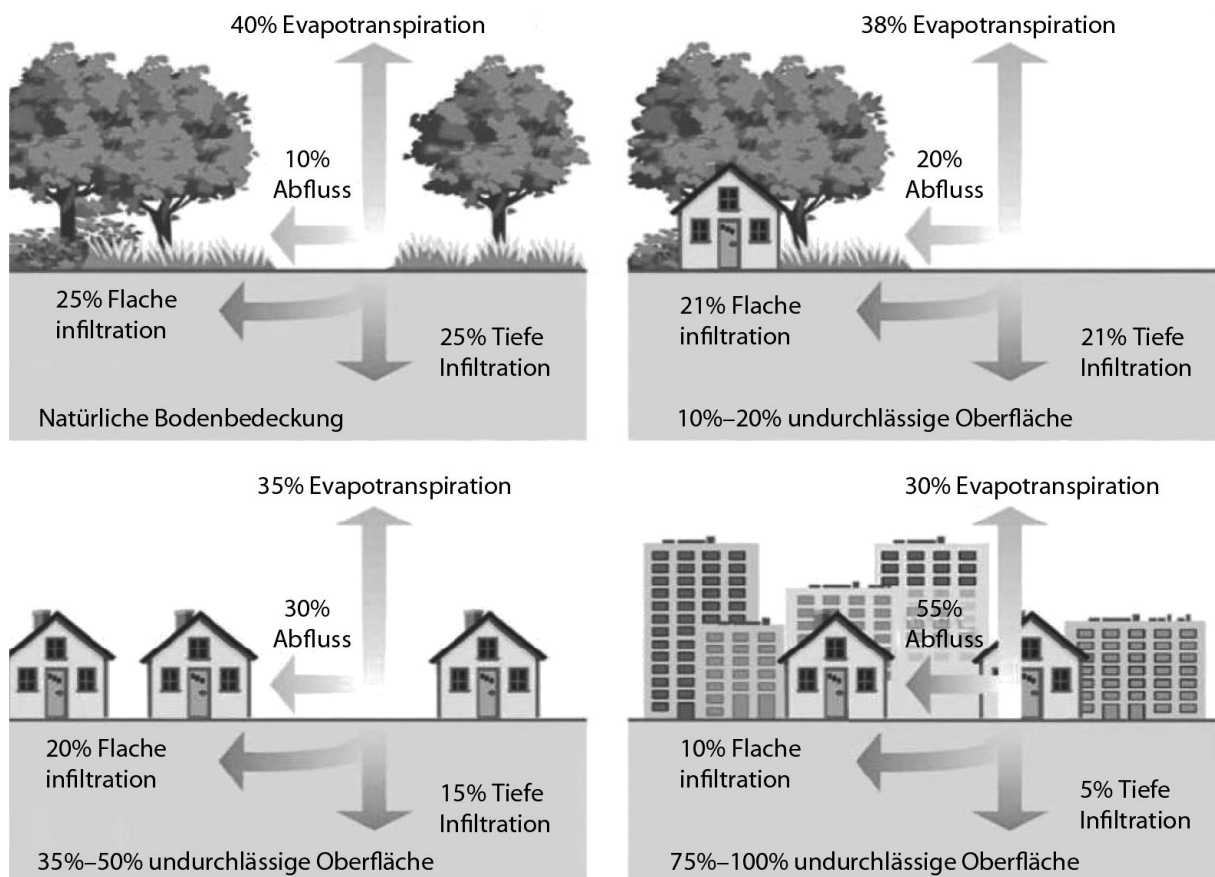 40% Evapotranspiration
10%
Abfluss
25% Flache
infiltration
25% Tiefe
Infiltration
Natürliche Bodenbedeckung
38% Evapotranspiration
20%
Abfluss
21% Flache
infiltration
21% Tiefe
Infiltration
10%–20% undurchlässige Oberfläche
35% Evapotranspiration
30%
Abfluss
20% Flache
infiltration
15% Tiefe
Infiltration
35%–50% undurchlässige Oberfläche
30% Evapotranspiration
55%
Abfluss
10% Flache
infiltration
5% Tiefe
Infiltration
75%–100% undurchlässige Oberfläche